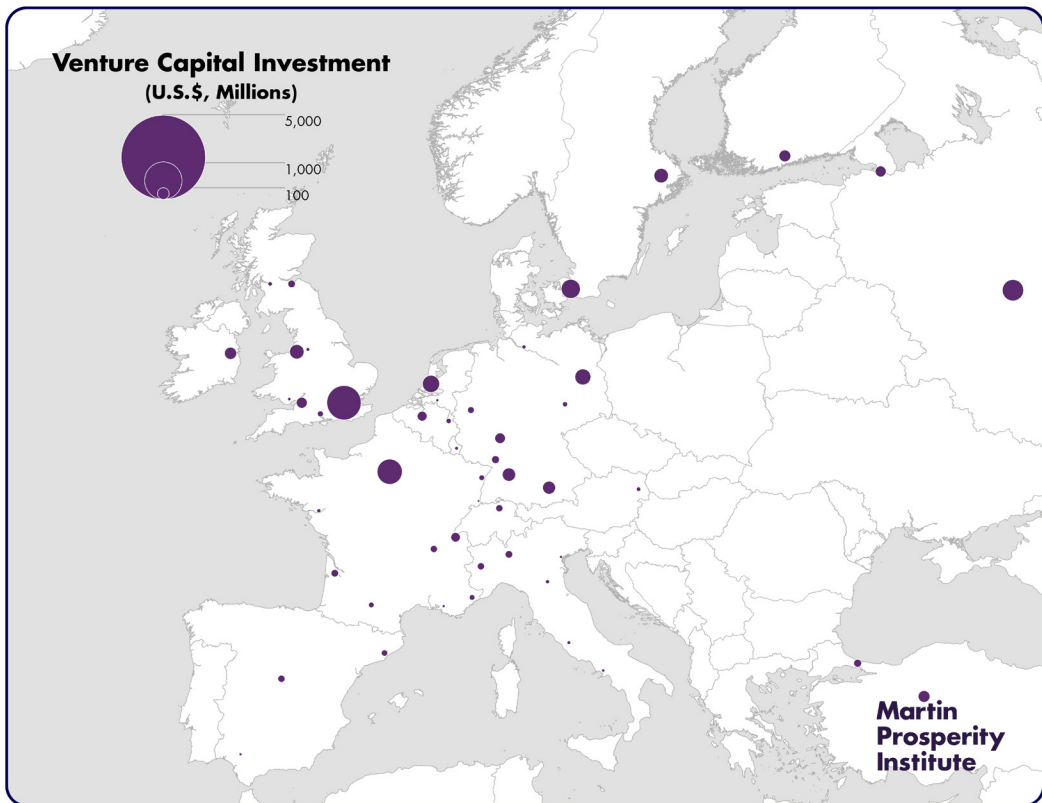 Venture Capital Investment
(U.S.$, Millions)
5,000
1,000
100
Martin
Prosperity
Institute